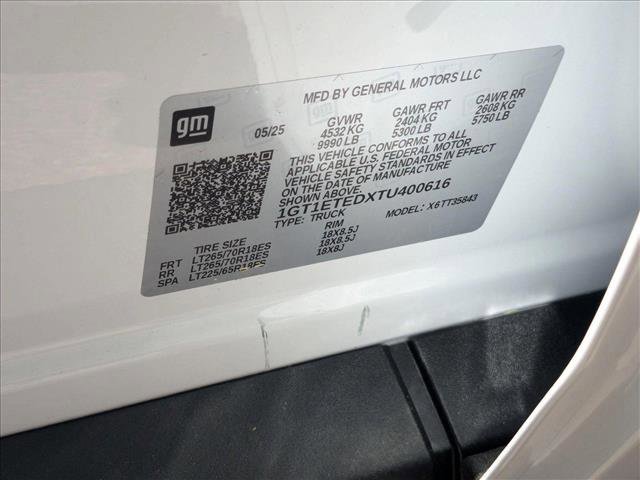 MFD BY GENERAL MOTORS LLC
gm
05/25 GVWR GAWR FRT GAWR RR
4532 KG 2404 KG 2608 KG
9990 LB 5300 LB 5750 LB
THIS VEHICLE CONFORMS TO ALL
APPLICABLE U.S. FEDERAL MOTOR
VEHICLE SAFETY STANDARDS IN EFFECT
ON THE DATE OF MANUFACTURE
1GT1ETEDXTU400616
TYPE: TRUCK MODEL: X6TT35843
TIRE SIZE RIM
FRT LT265/70R18ES 18X8.5J
RR LT265/70R18ES 18X8.5J
SPA LT225/65R18ES 18X8J